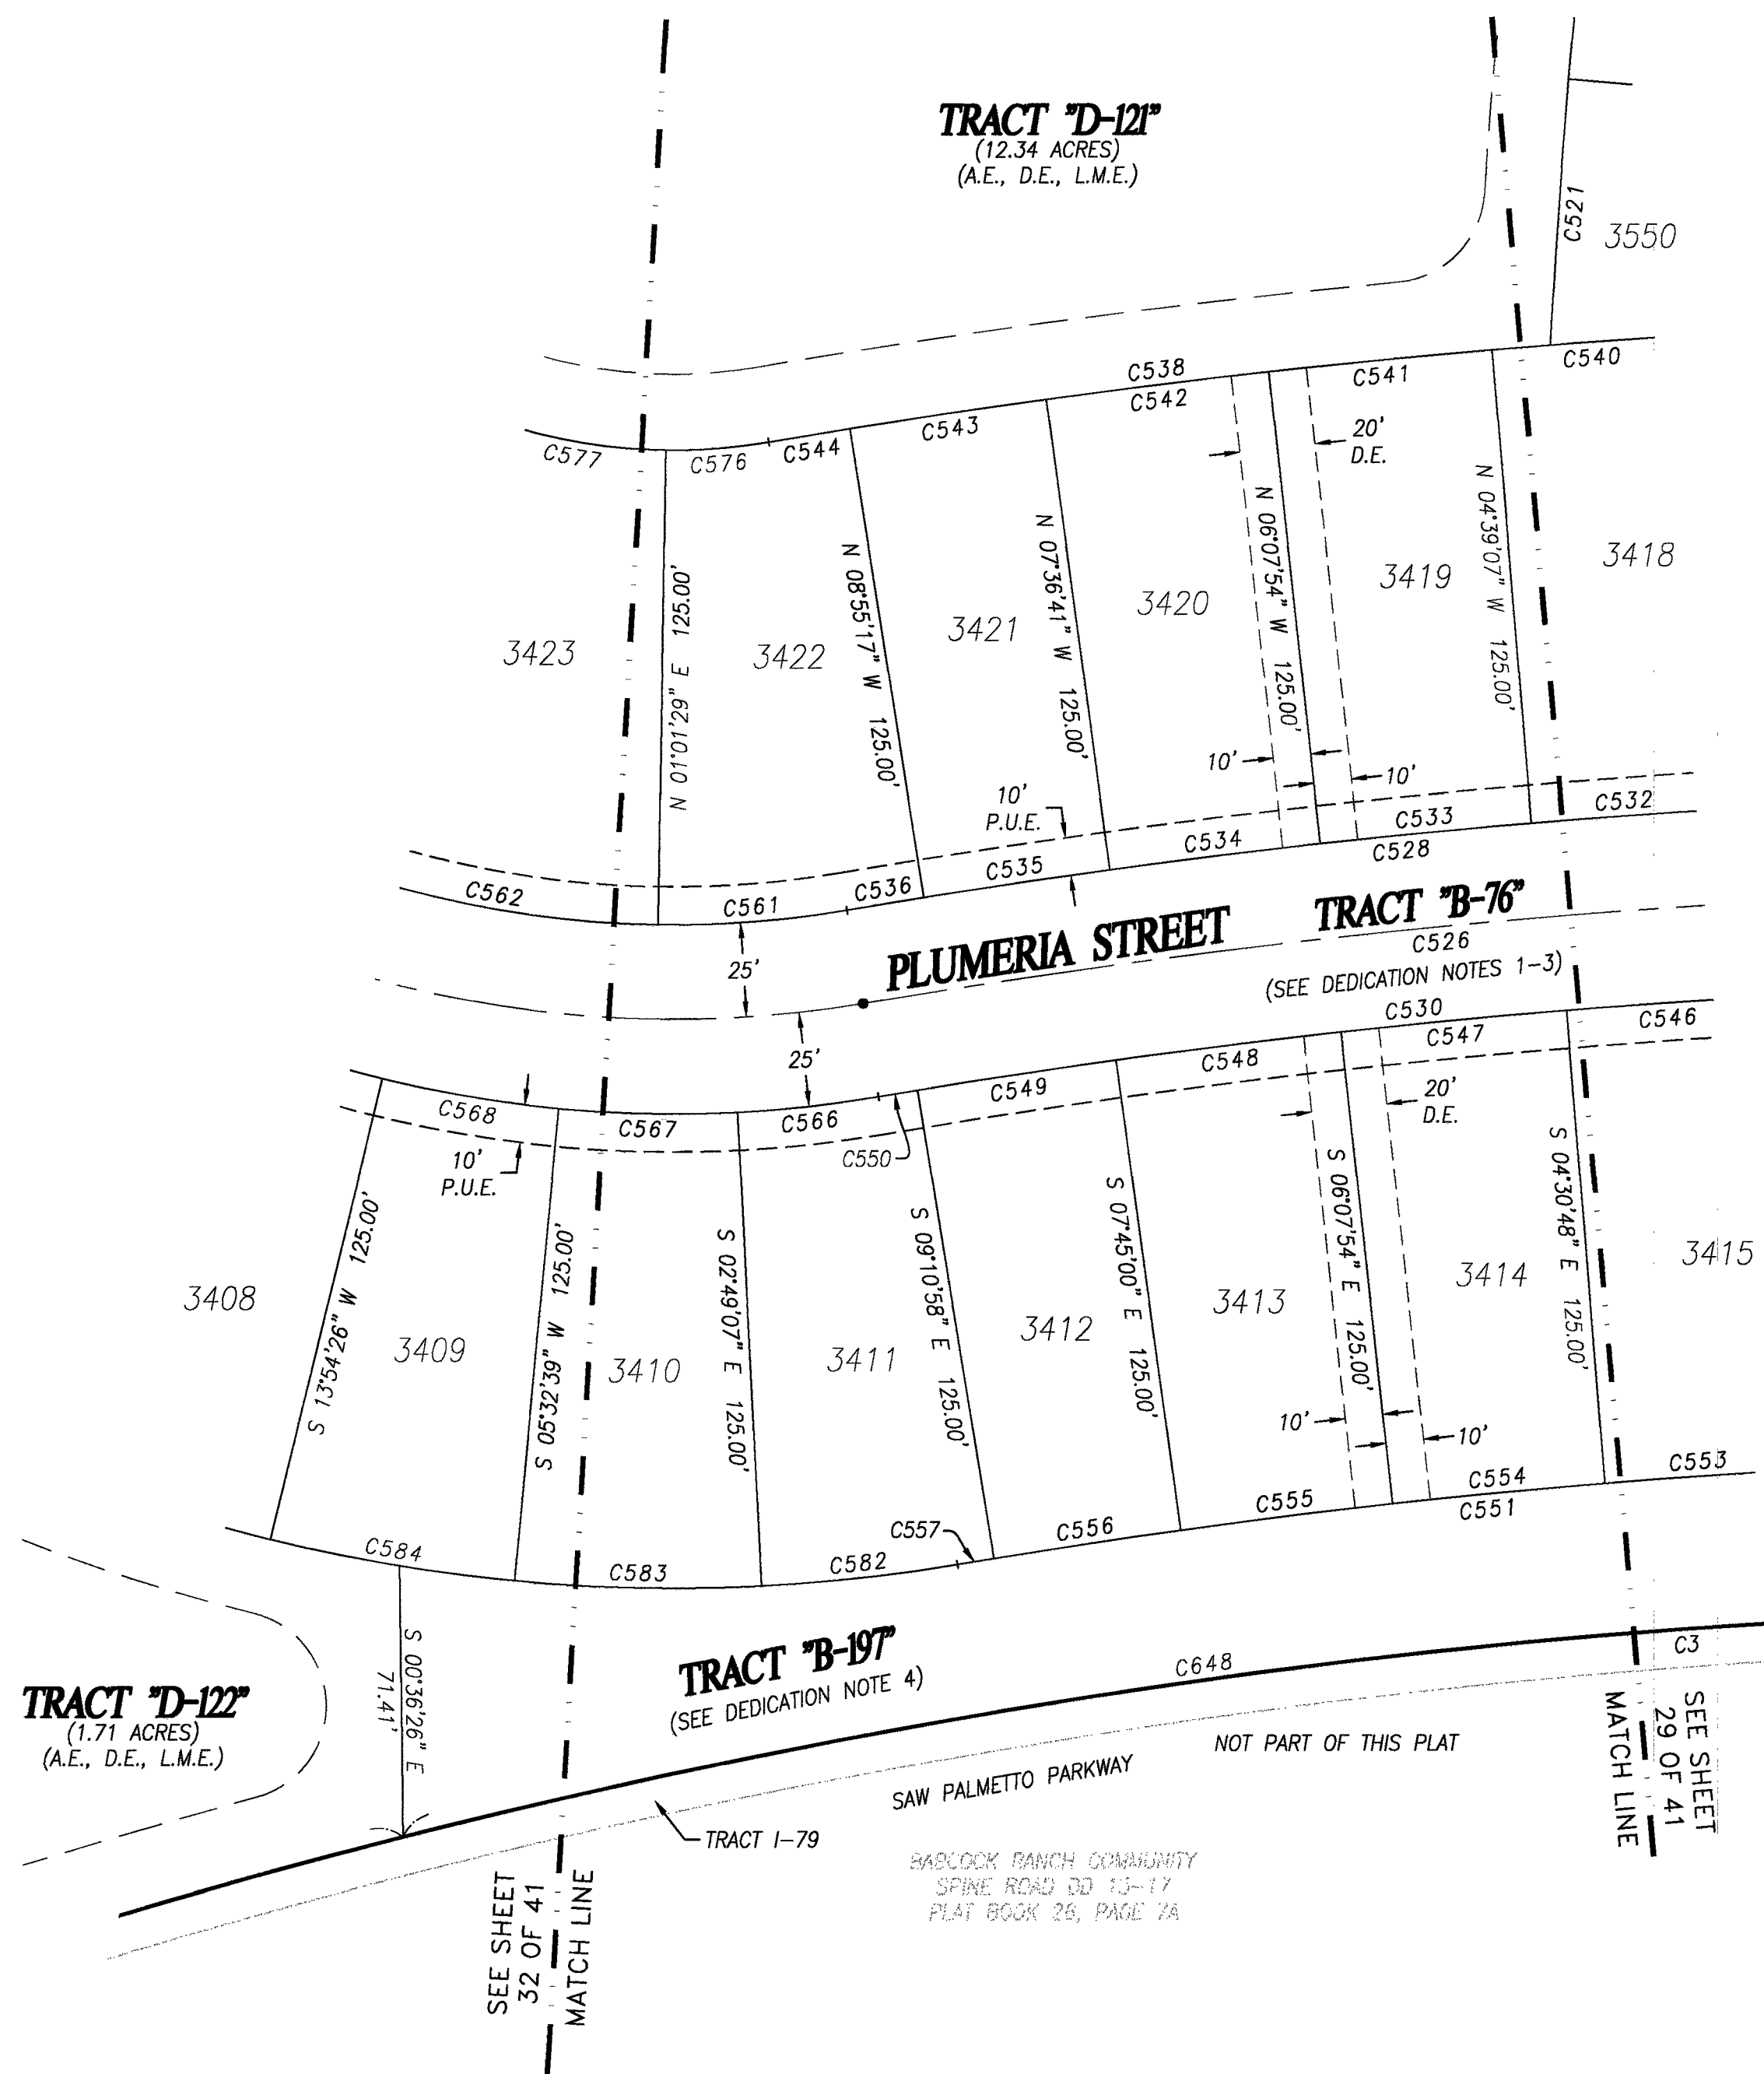 TRACT "D-121"
(12.34 ACRES)
(A.E., D.E., L.M.E.)
C521
3550
C538
C540
C541
C542
C543
C544
C576
C577
20'
D.E.
N 04°39'07" W 125.00'
N 06°07'54" W 125.00'
N 07°36'41" W 125.00'
N 08°55'17" W 125.00'
N 01°01'29" E 125.00'
3423
3422
3421
3420
3419
3418
10'
10'
10'
P.U.E.
C562
C561
C536
C535
C534
C533
C532
C528
25'
PLUMERIA STREET
TRACT "B-76"
C526
(SEE DEDICATION NOTES 1-3)
C530
25'
C568
C567
C566
C550
C549
C548
C547
C546
10'
P.U.E.
20'
D.E.
S 13°54'26" W 125.00'
S 05°32'39" W 125.00'
S 02°49'07" E 125.00'
S 09°10'58" E 125.00'
S 07°45'00" E 125.00'
S 06°07'54" E 125.00'
S 04°30'48" E 125.00'
3408
3409
3410
3411
3412
3413
3414
3415
10'
10'
C584
C583
C582
C557
C556
C555
C554
C553
C551
S 00°36'26" E
71.41'
TRACT "D-122"
(1.71 ACRES)
(A.E., D.E., L.M.E.)
TRACT "B-197"
(SEE DEDICATION NOTE 4)
C648
C3
NOT PART OF THIS PLAT
SAW PALMETTO PARKWAY
TRACT I-79
BABCOCK RANCH COMMUNITY
SPINE ROAD DD
PLAT BOOK PAGE 7A
SEE SHEET
32 OF 41
MATCH LINE
SEE SHEET
29 OF 41
MATCH LINE